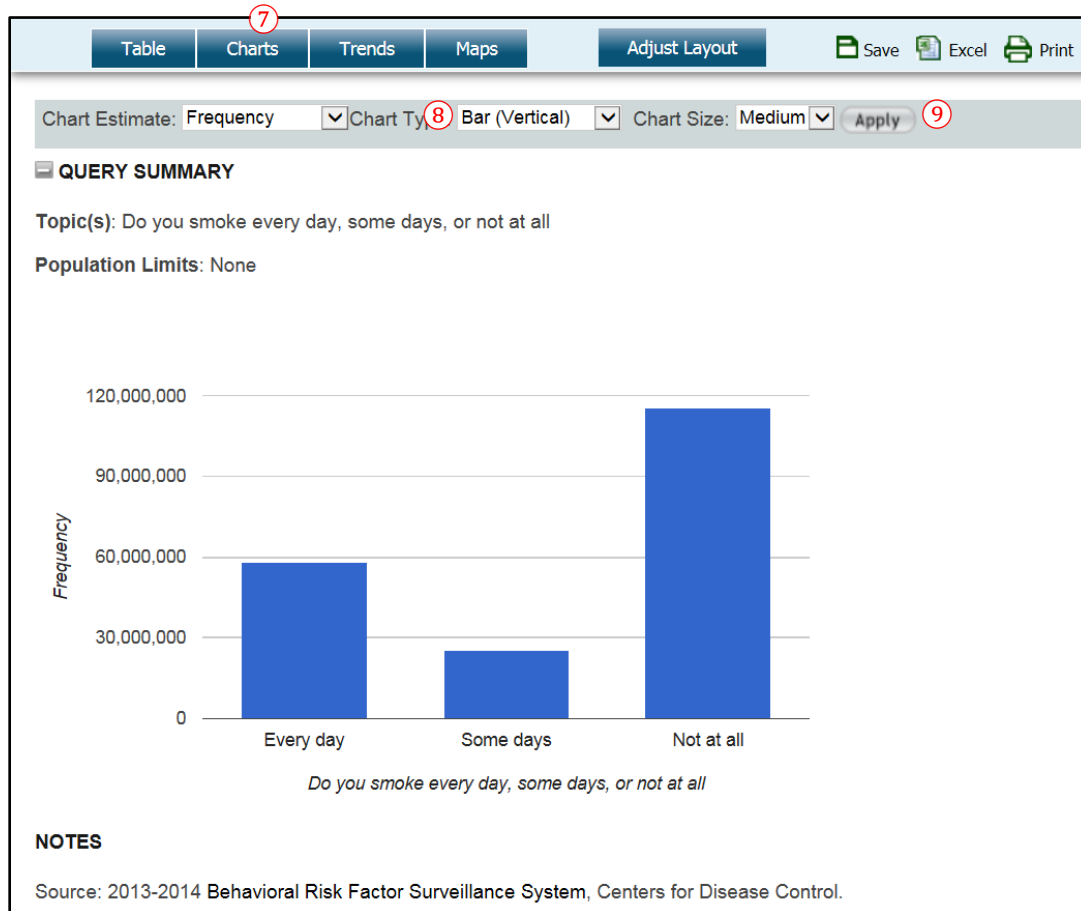 ⑦
Table Charts Trends Maps Adjust Layout Save Excel Print
Chart Estimate: Frequency Chart Typ ⑧ Bar (Vertical) Chart Size: Medium Apply ⑨
QUERY SUMMARY
Topic(s): Do you smoke every day, some days, or not at all
Population Limits: None
120,000,000
90,000,000
60,000,000
30,000,000
0
Frequency
Every day Some days Not at all
Do you smoke every day, some days, or not at all
NOTES
Source: 2013-2014 Behavioral Risk Factor Surveillance System, Centers for Disease Control.